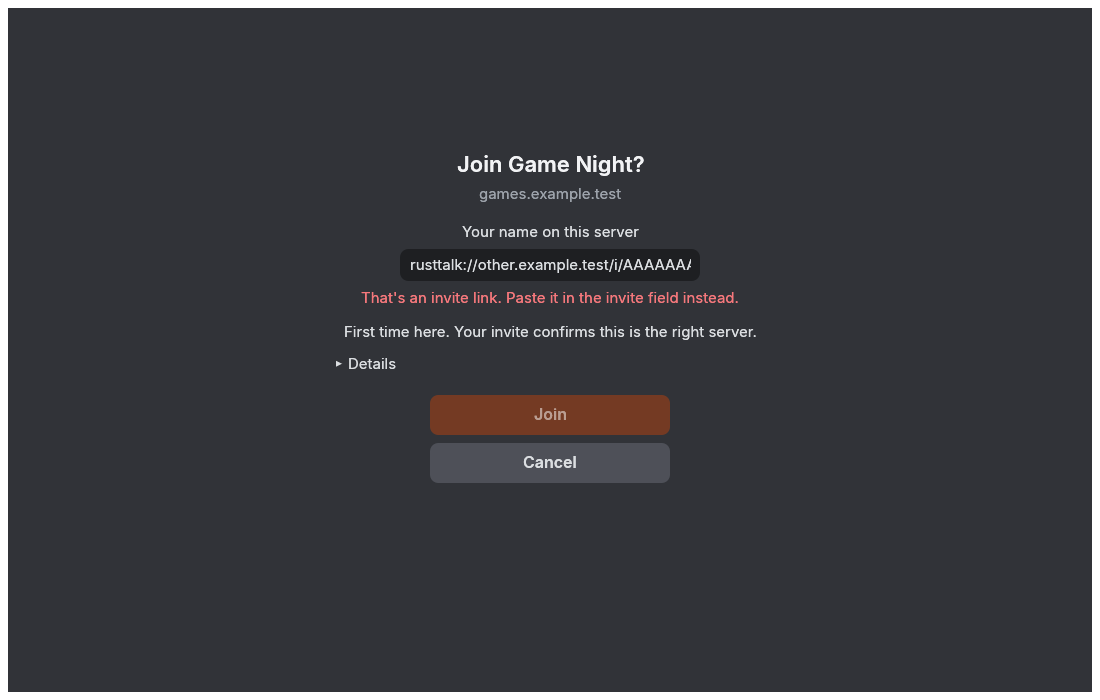 Join Game Night?
games.example.test
Your name on this server
rusttalk://other.example.test/i/AAAAAAA
That's an invite link. Paste it in the invite field instead.
First time here. Your invite confirms this is the right server.
▸ Details
Join
Cancel